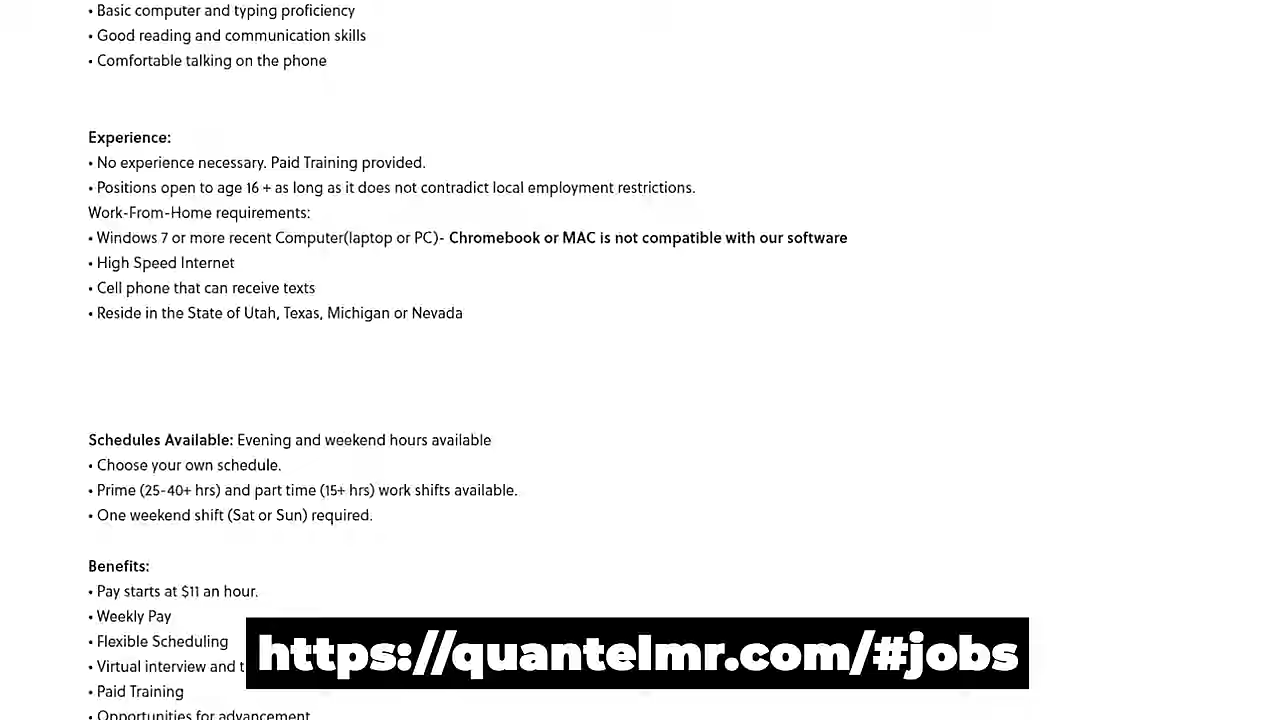 • Basic computer and typing proficiency
• Good reading and communication skills
• Comfortable talking on the phone
Experience:
• No experience necessary. Paid Training provided.
• Positions open to age 16 + as long as it does not contradict local employment restrictions.
Work-From-Home requirements:
• Windows 7 or more recent Computer(laptop or PC)- Chromebook or MAC is not compatible with our software
• High Speed Internet
• Cell phone that can receive texts
• Reside in the State of Utah, Texas, Michigan or Nevada
Schedules Available: Evening and weekend hours available
• Choose your own schedule.
• Prime (25-40+ hrs) and part time (15+ hrs) work shifts available.
• One weekend shift (Sat or Sun) required.
Benefits:
• Pay starts at $11 an hour.
• Weekly Pay
• Flexible Scheduling
• Virtual interview and
• Paid Training
• Opportunities for advancement
https://quantelmr.com/#jobs